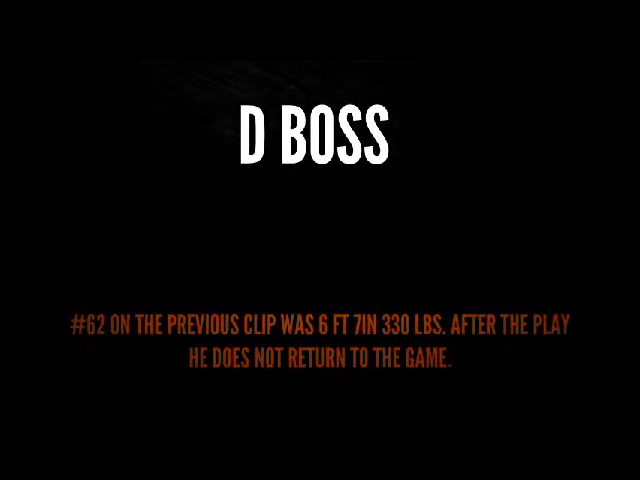 D BOSS
#62 ON THE PREVIOUS CLIP WAS 6 FT 7IN 330 LBS. AFTER THE PLAY
HE DOES NOT RETURN TO THE GAME.